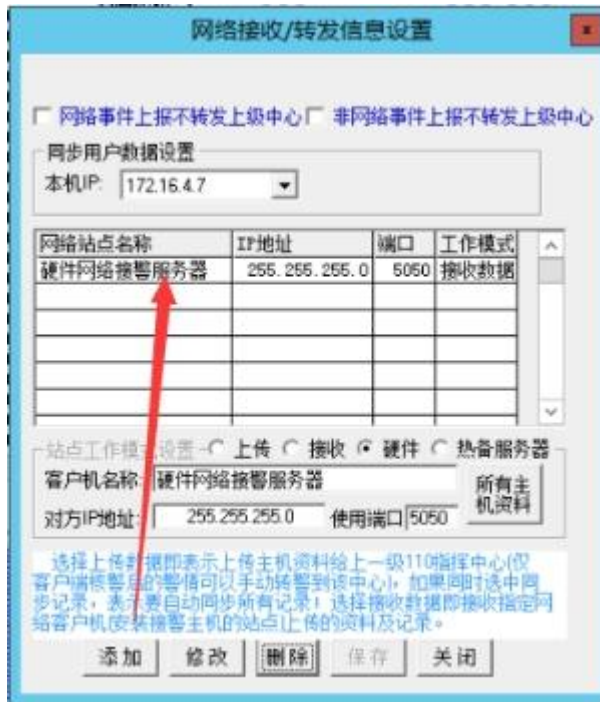 网络接收/转发信息设置
x
网络事件上报不转发上级中心 非网络事件上报不转发上级中心
同步用户数据设置
本机IP: 172.16.4.7
网络站点名称 IP地址 端口 工作模式
硬件网络接警服务器 255.255.255.0 5050 接收数据
站点工作模式设置 上传 接收 硬件 热备服务器
客户机名称: 硬件网络接警服务器
所有主
机资料
对方IP地址: 255.255.255.0 使用端口 5050
选择上传数据即表示上传主机资料给上一级110指挥中心(仅
客户端核警后的警情可以手动转警到该中心)，如果同时选中同
步记录，表示要自动同步所有记录；选择接收数据即接收指定网
络客户机(安装接警主机的站点)上传的资料及记录。
添加 修改 删除 保存 关闭